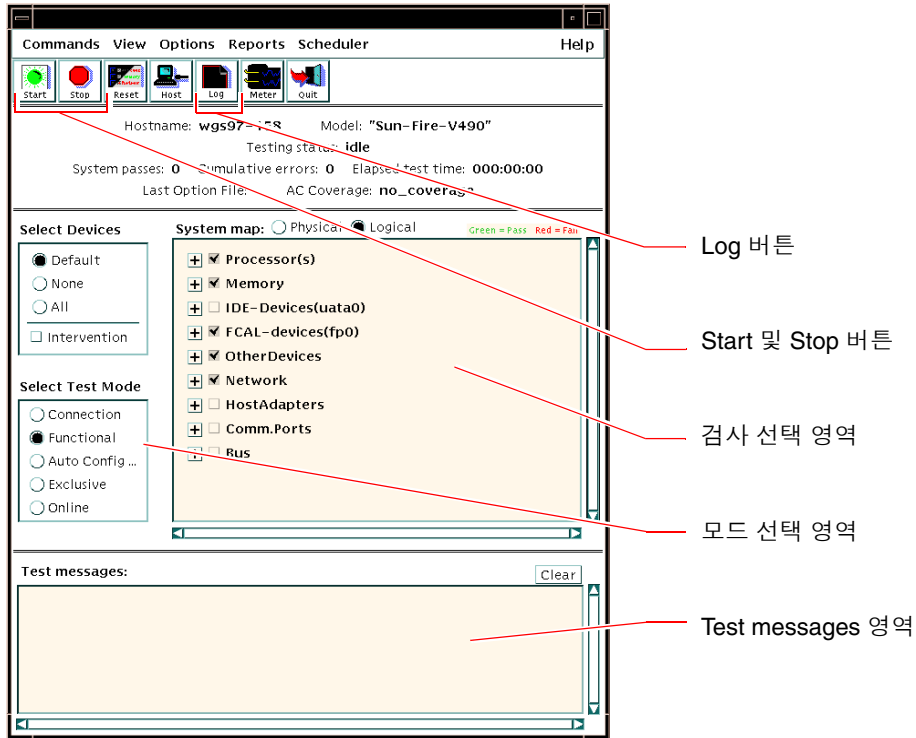 Commands View Options Reports Scheduler Help
Start Stop Reset Host Log Meter Quit
Hostname: wgs97-158 Model: "Sun-Fire-V490"
Testing status: idle
System passes: 0 Cumulative errors: 0 Elapsed test time: 000:00:00
Last Option File: AC Coverage: no_coverage
Select Devices
Default
None
All
Intervention
Select Test Mode
Connection
Functional
Auto Config ...
Exclusive
Online
System map: Physical Logical Green = Pass Red = Fail
Processor(s)
Memory
IDE-Devices(uata0)
FCAL-devices(fp0)
OtherDevices
Network
HostAdapters
Comm.Ports
Bus
Test messages: Clear
Log 버튼
Start 및 Stop 버튼
검사 선택 영역
모드 선택 영역
Test messages 영역